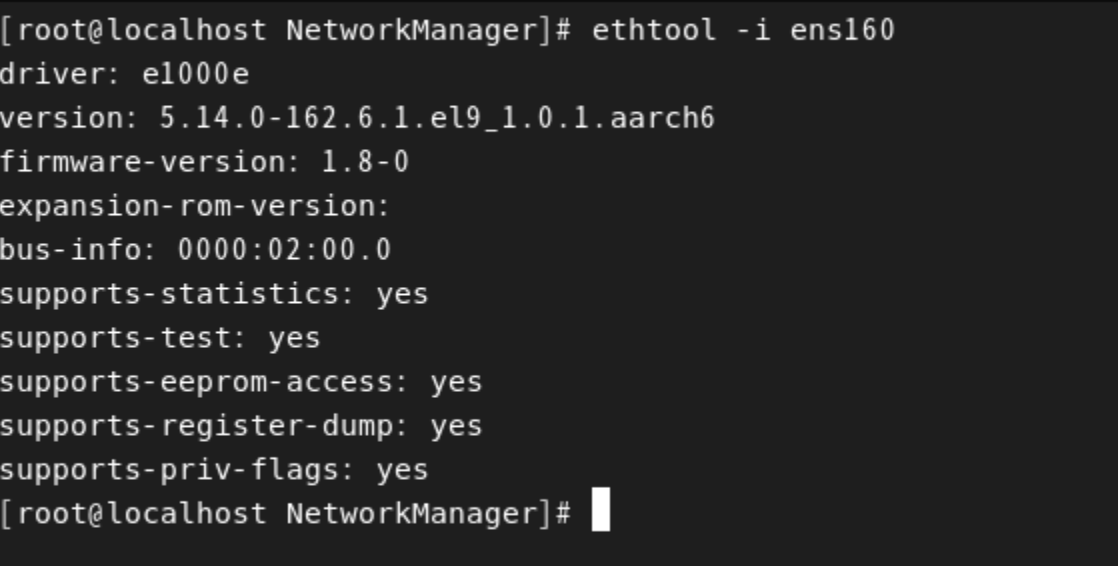 [root@localhost NetworkManager]# ethtool -i ens160
driver: e1000e
version: 5.14.0-162.6.1.el9_1.0.1.aarch6
firmware-version: 1.8-0
expansion-rom-version:
bus-info: 0000:02:00.0
supports-statistics: yes
supports-test: yes
supports-eeprom-access: yes
supports-register-dump: yes
supports-priv-flags: yes
[root@localhost NetworkManager]#